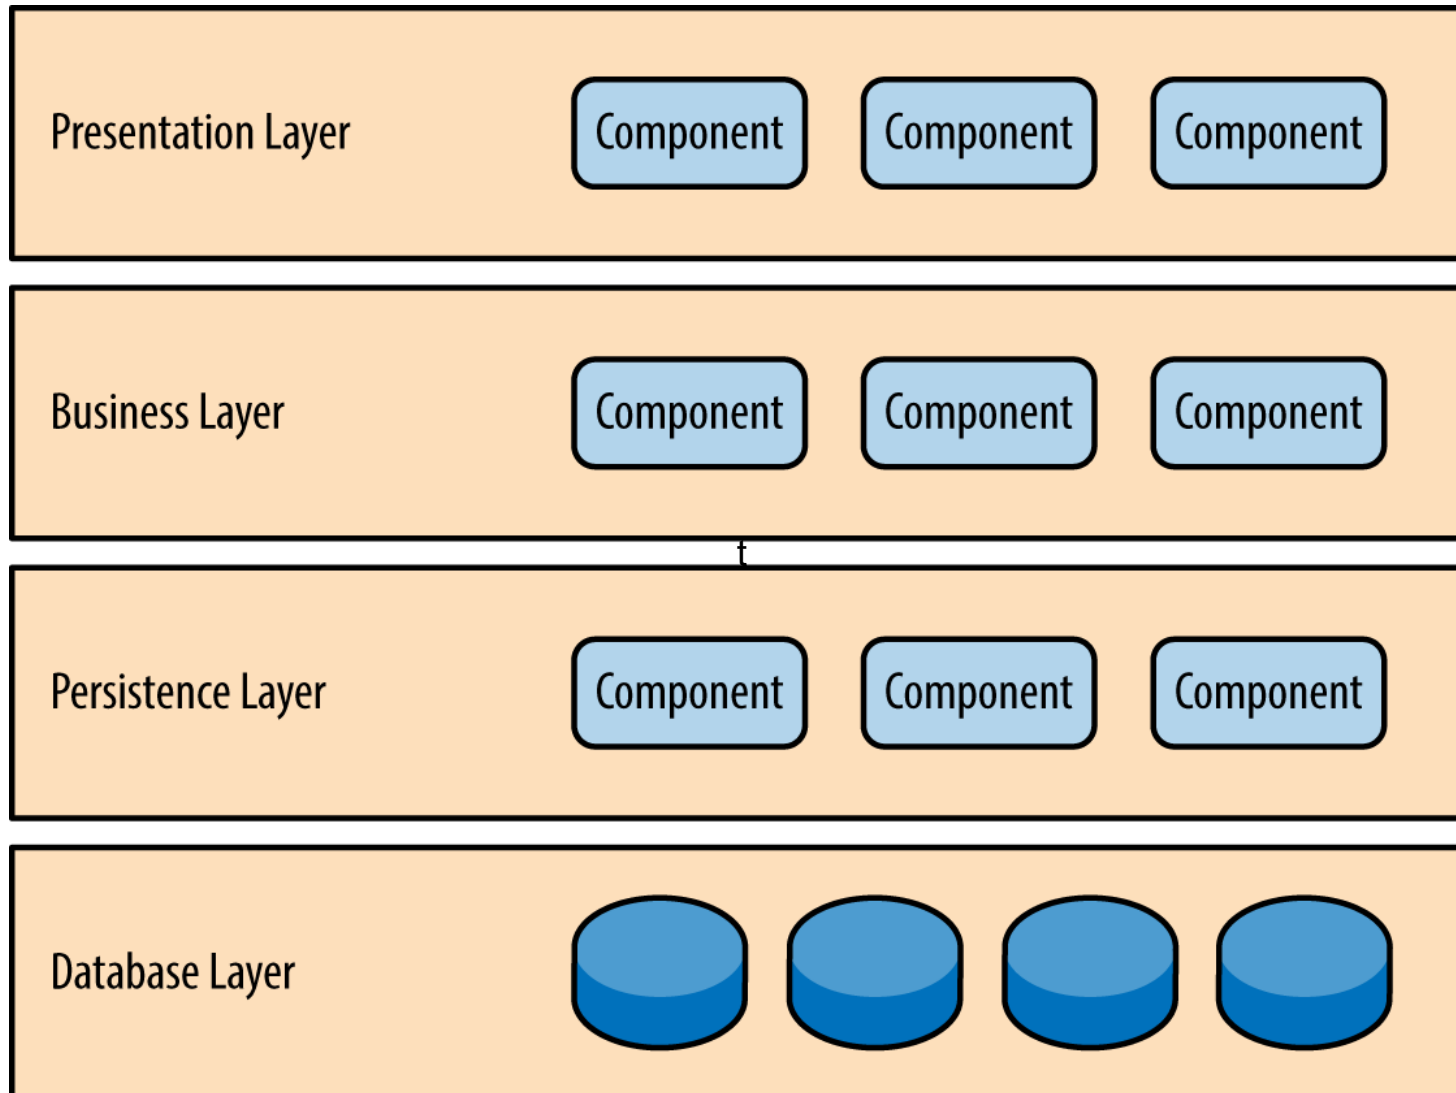 Presentation Layer Component Component Component
Business Layer Component Component Component
t
Persistence Layer Component Component Component
Database Layer